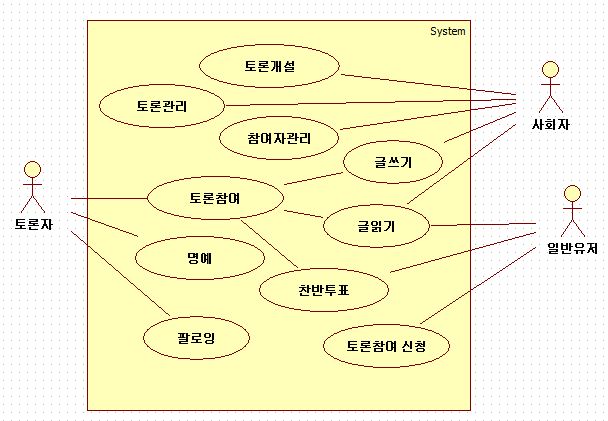 System
토론개설
토론관리
참여자관리
사회자
글쓰기
토론참여
토론자
글읽기
일반유저
명예
찬반투표
팔로잉
토론참여 신청